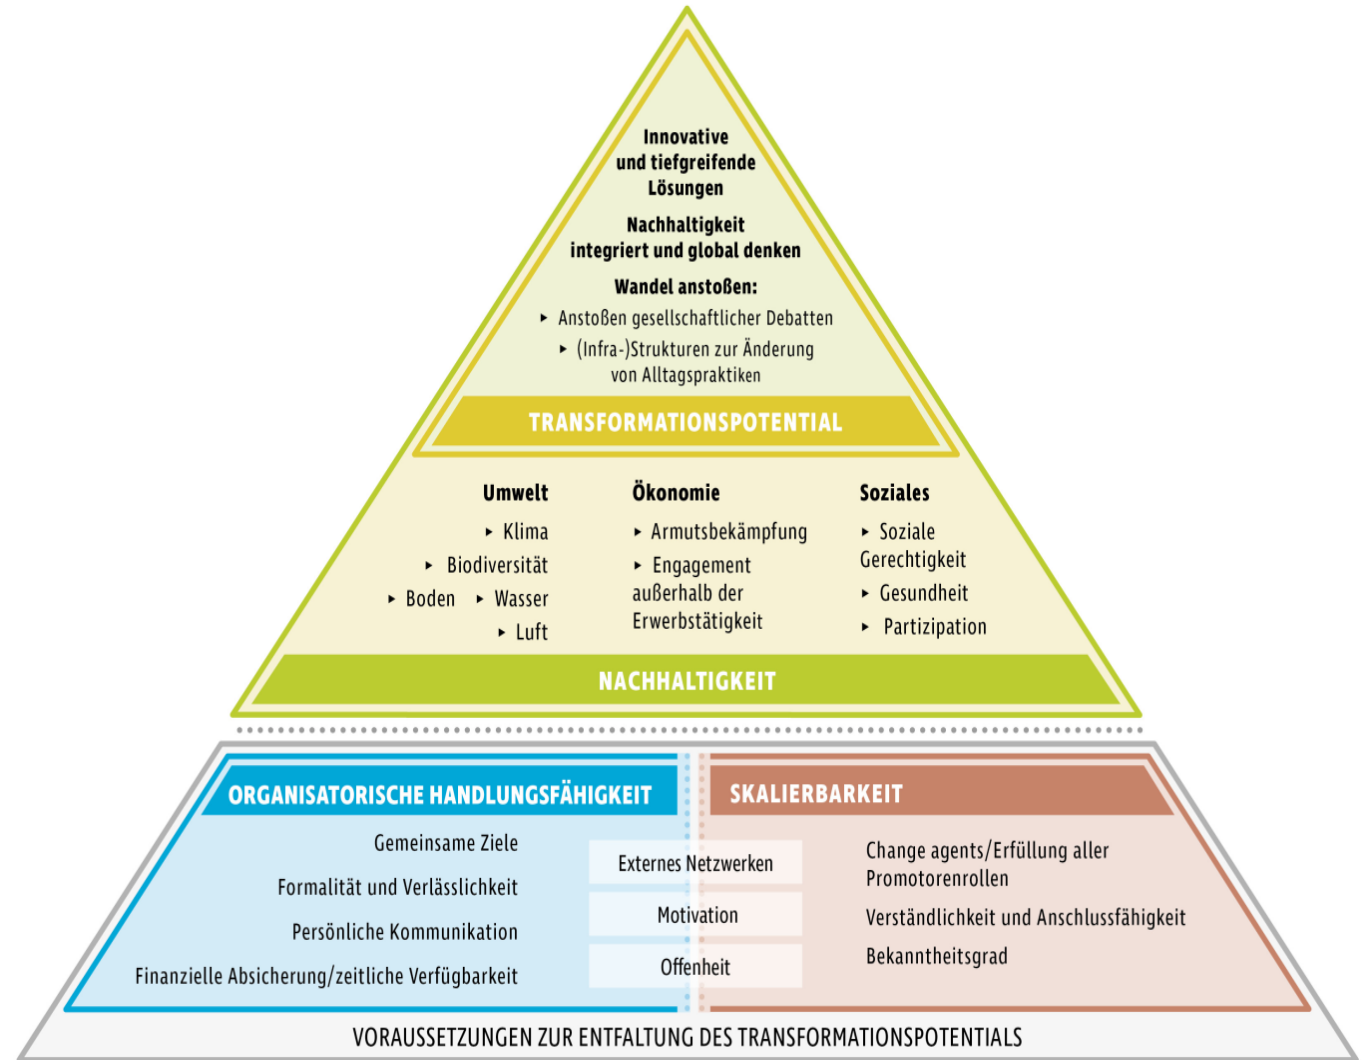 Innovative
und tiefgreifende
Lösungen
Nachhaltigkeit
integriert und global denken
Wandel anstoßen:
▸ Anstoßen gesellschaftlicher Debatten
▸ (Infra-)Strukturen zur Änderung
von Alltagspraktiken
TRANSFORMATIONSPOTENTIAL
Umwelt
▸ Klima
▸ Biodiversität
▸ Boden ▸ Wasser
▸ Luft
Ökonomie
▸ Armutsbekämpfung
▸ Engagement
außerhalb der
Erwerbstätigkeit
Soziales
▸ Soziale
Gerechtigkeit
▸ Gesundheit
▸ Partizipation
NACHHALTIGKEIT
ORGANISATORISCHE HANDLUNGSFÄHIGKEIT
Gemeinsame Ziele
Formalität und Verlässlichkeit
Persönliche Kommunikation
Finanzielle Absicherung/zeitliche Verfügbarkeit
Externes Netzwerken
Motivation
Offenheit
SKALIERBARKEIT
Change agents/Erfüllung aller
Promotorenrollen
Verständlichkeit und Anschlussfähigkeit
Bekanntheitsgrad
VORAUSSETZUNGEN ZUR ENTFALTUNG DES TRANSFORMATIONSPOTENTIALS